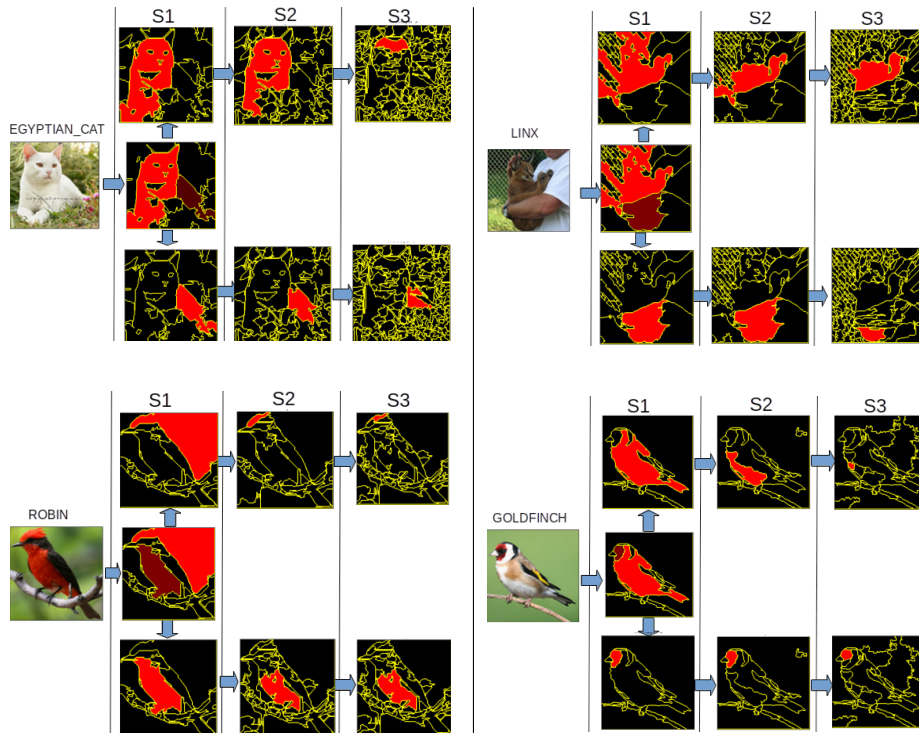 S1 S2 S3
EGYPTIAN_CAT
S1 S2 S3
LINX
S1 S2 S3
ROBIN
S1 S2 S3
GOLDFINCH